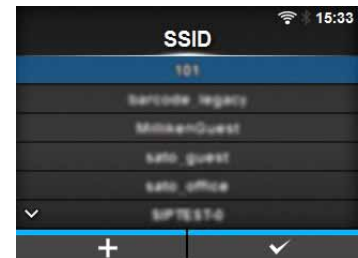 15:33
SSID
101
barcode_legacy
MillikenGuest
sato_guest
sato_office
SIPTEST-0